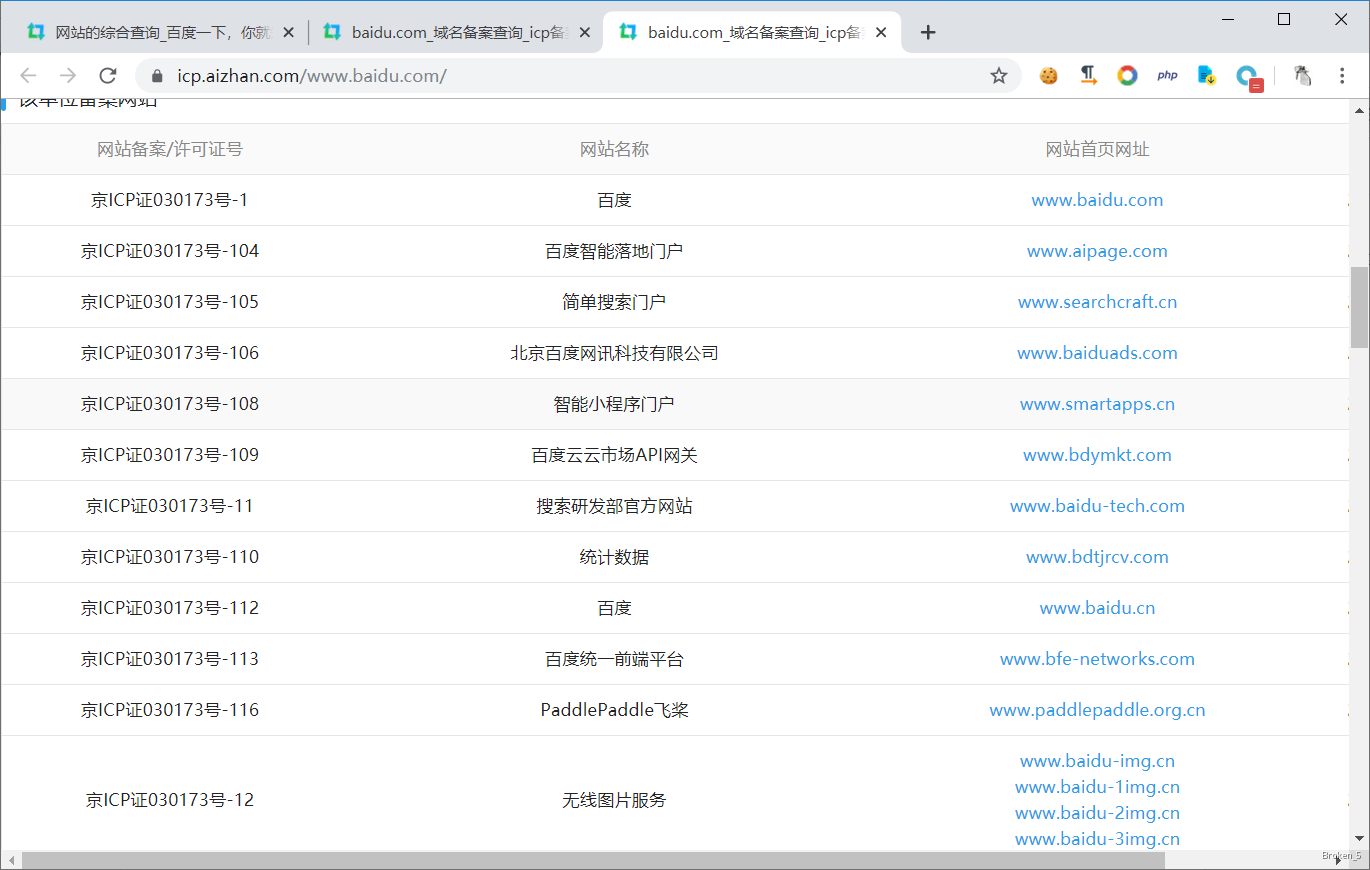 网站的综合查询_百度一下，你就
baidu.com_域名备案查询_icp备
baidu.com_域名备案查询_icp备
icp.aizhan.com/www.baidu.com/
php
该单位备案网站
网站备案/许可证号 网站名称 网站首页网址
京ICP证030173号-1 百度 www.baidu.com
京ICP证030173号-104 百度智能落地门户 www.aipage.com
京ICP证030173号-105 简单搜索门户 www.searchcraft.cn
京ICP证030173号-106 北京百度网讯科技有限公司 www.baiduads.com
京ICP证030173号-108 智能小程序门户 www.smartapps.cn
京ICP证030173号-109 百度云云市场API网关 www.bdymkt.com
京ICP证030173号-11 搜索研发部官方网站 www.baidu-tech.com
京ICP证030173号-110 统计数据 www.bdtjrcv.com
京ICP证030173号-112 百度 www.baidu.cn
京ICP证030173号-113 百度统一前端平台 www.bfe-networks.com
京ICP证030173号-116 PaddlePaddle飞桨 www.paddlepaddle.org.cn
京ICP证030173号-12 无线图片服务 www.baidu-img.cn
www.baidu-1img.cn
www.baidu-2img.cn
www.baidu-3img.cn
Broken_5